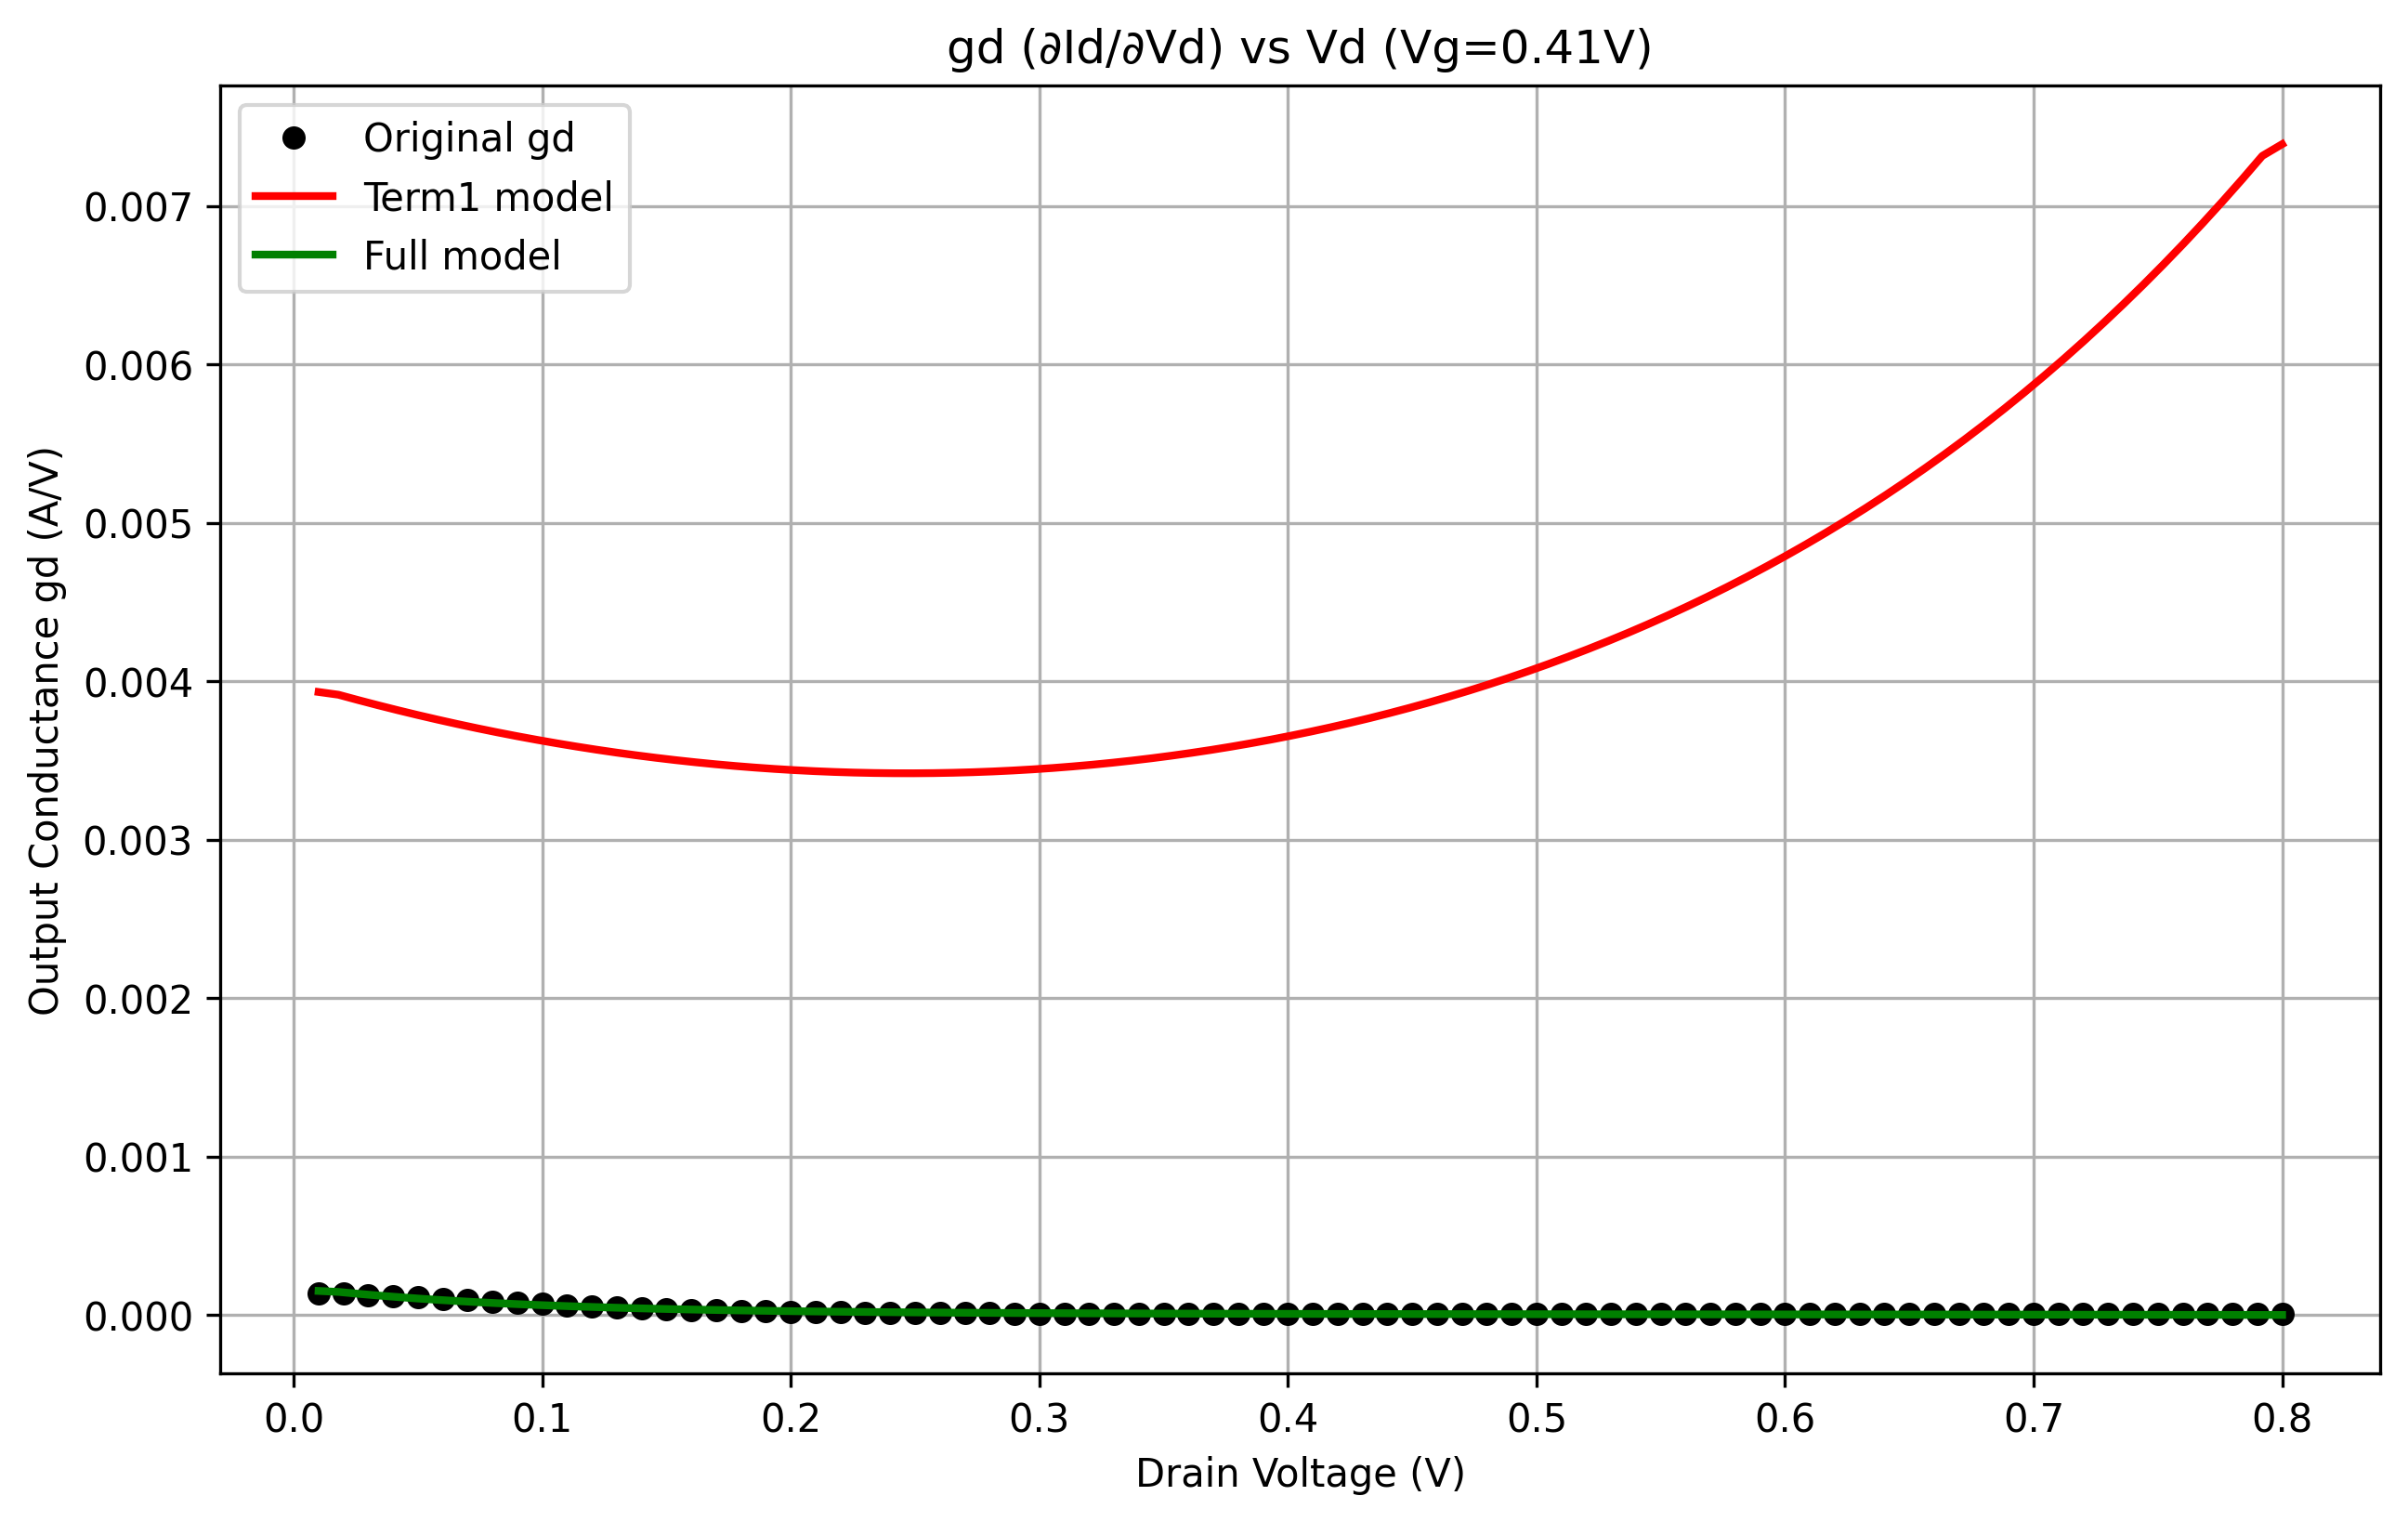 gd (∂Id/∂Vd) vs Vd (Vg=0.41V)
Original gd
Term1 model
Full model
Output Conductance gd (A/V)
0.007
0.006
0.005
0.004
0.003
0.002
0.001
0.000
0.0 0.1 0.2 0.3 0.4 0.5 0.6 0.7 0.8
Drain Voltage (V)